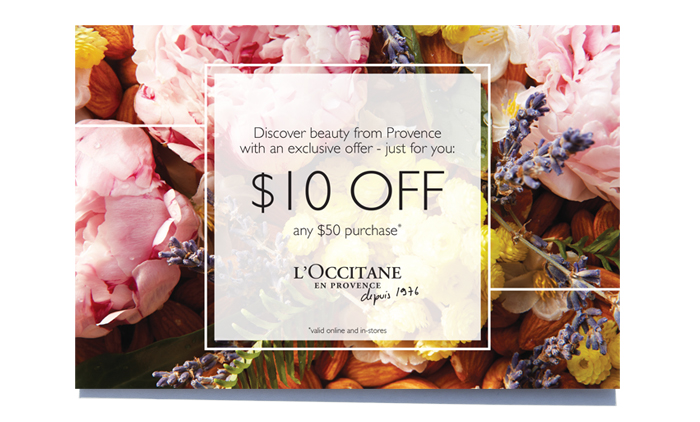 Discover beauty from Provence
with an exclusive offer - just for you:
$10 OFF
any $50 purchase*
L'OCCITANE
EN PROVENCE
depuis 1976
*valid online and in-stores